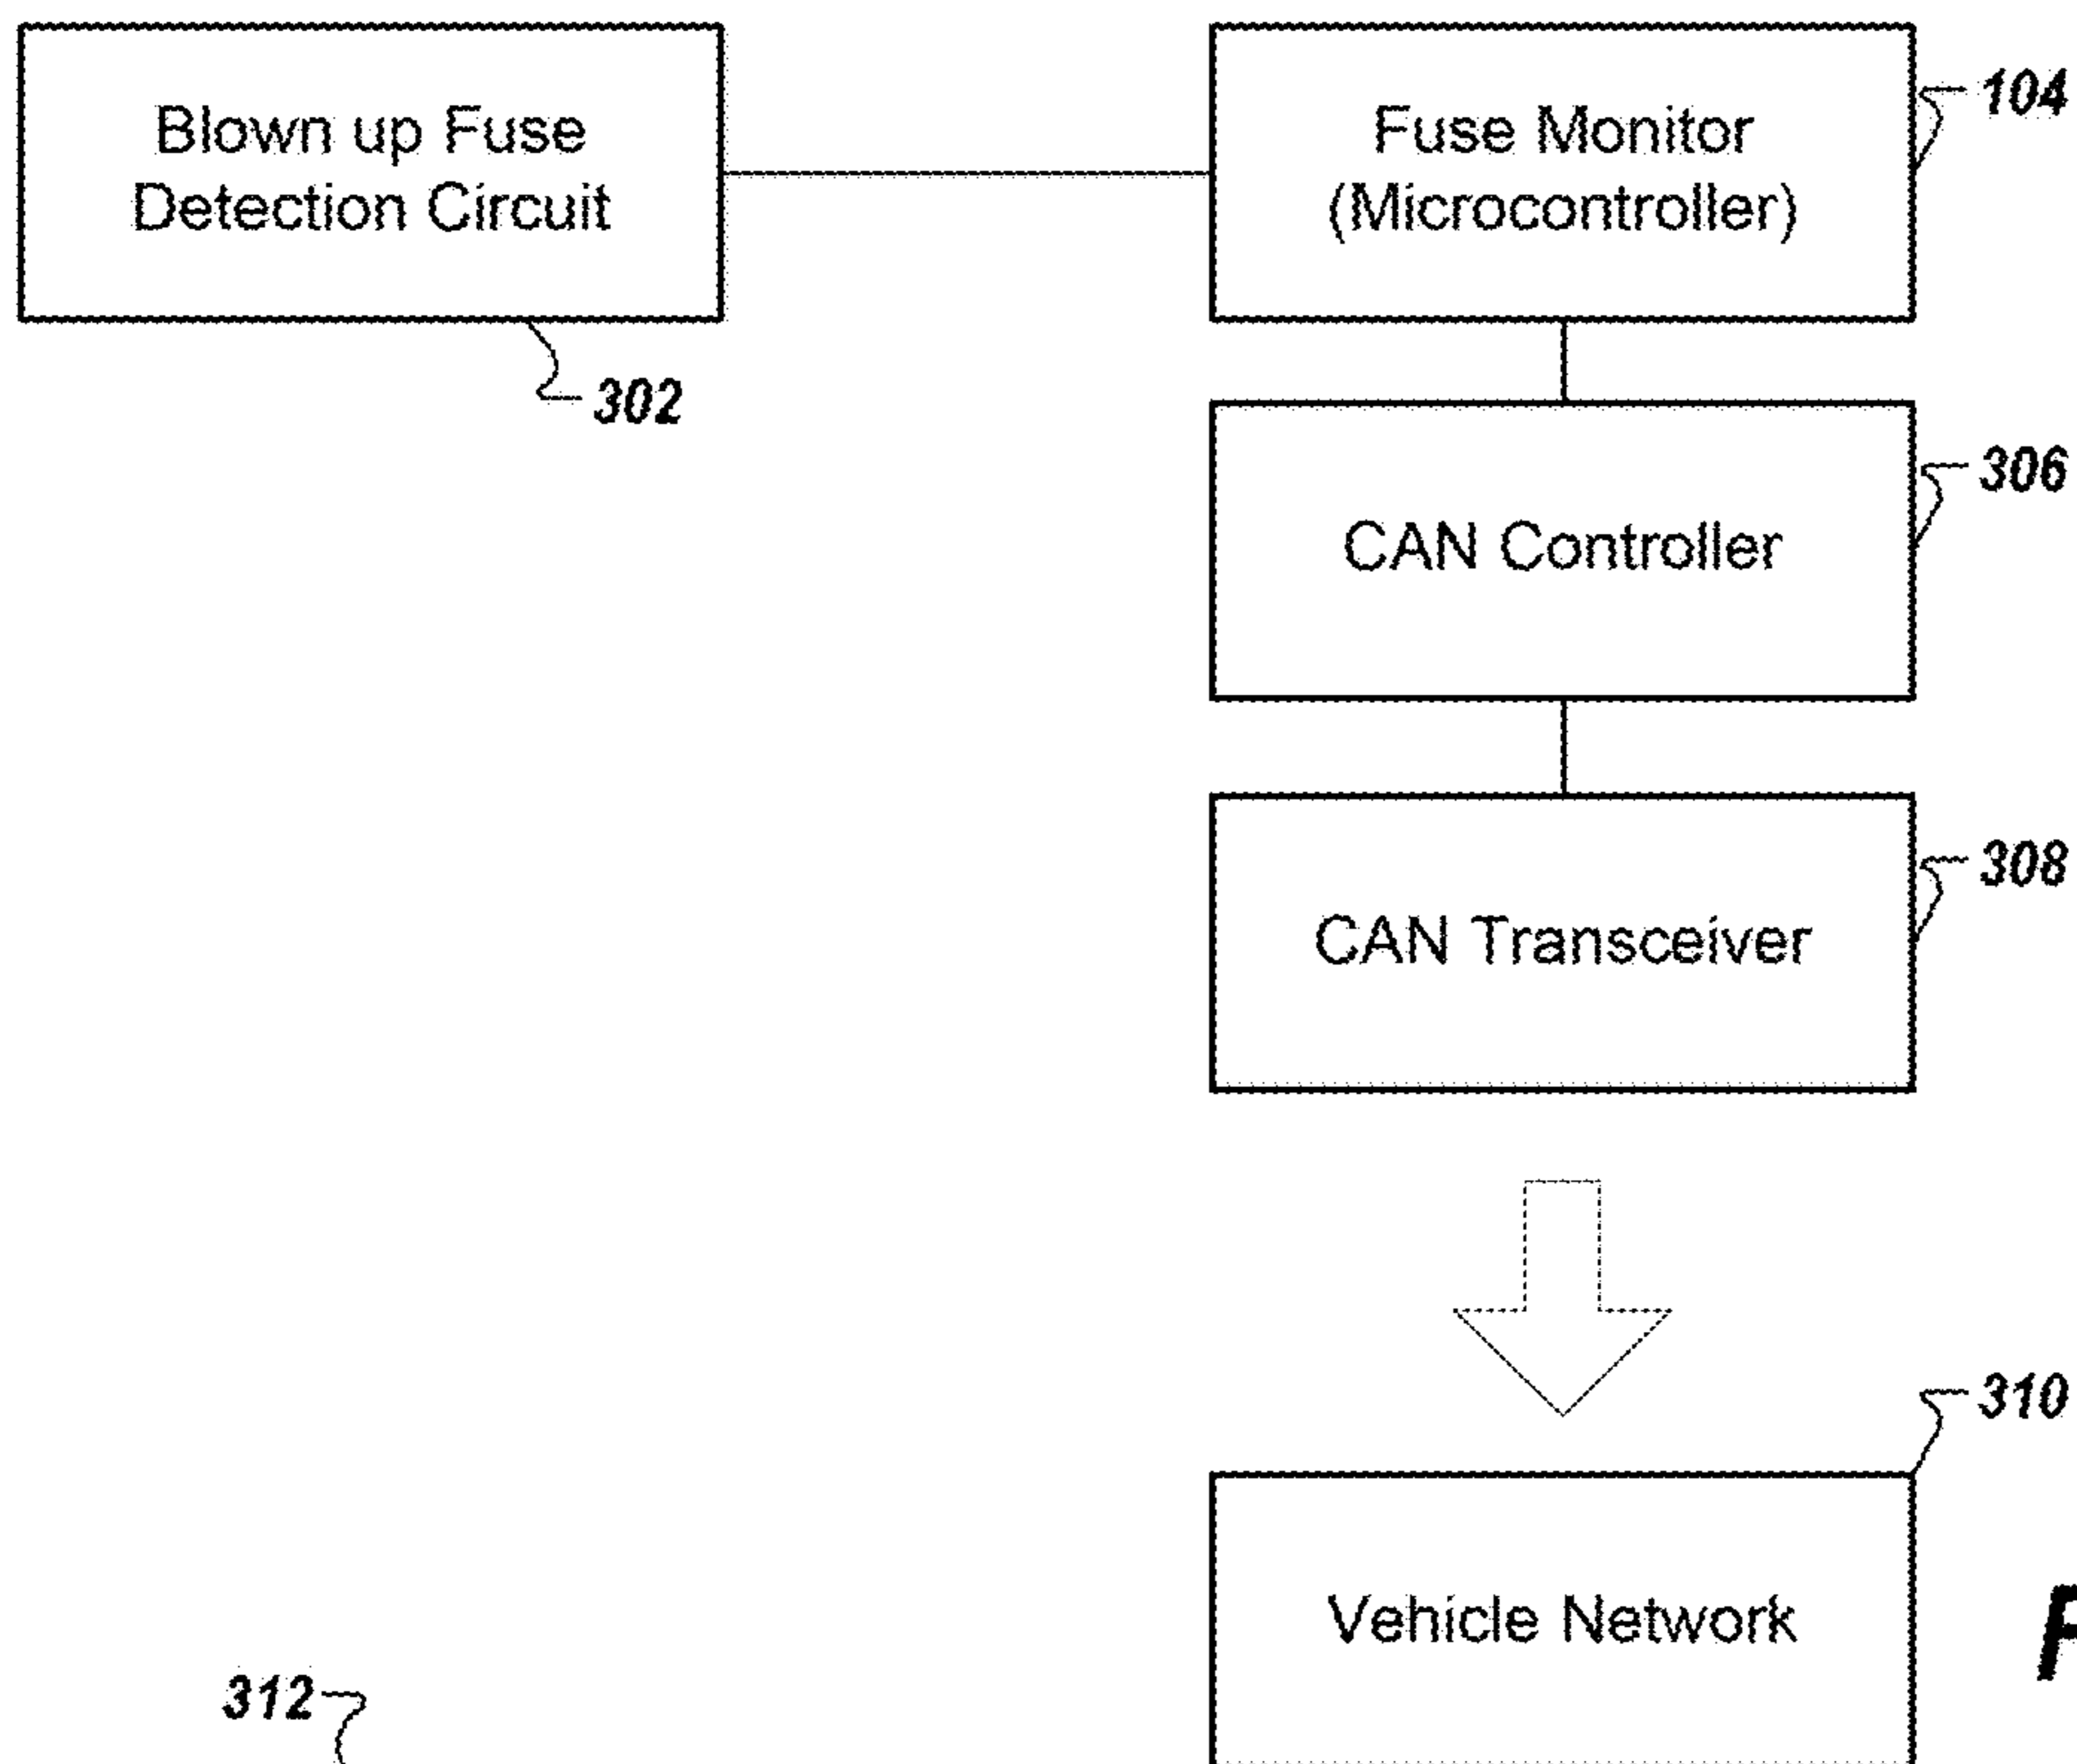 Blown up Fuse
Detection Circuit
302
Fuse Monitor
(Microcontroller)
104
CAN Controller
306
CAN Transceiver
308
310
Vehicle Network
312